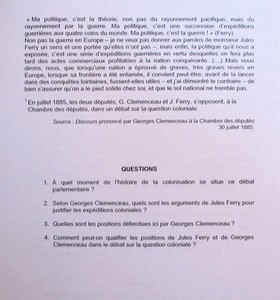 « Ma politique, c'est la théorie, non pas du rayonnement pacifique, mais du
rayonnement par la guerre. Ma politique, c'est une succession d'expéditions
guerrières aux quatre coins du monde. Ma politique, c'est la guerre ! » (Ferry)
Non pas la guerre en Europe – je ne veux pas donner aux paroles de monsieur Jules
Ferry un sens et une portée qu'elles n'ont pas –, mais enfin, la politique qu'il nous a
exposée, c'est une série d'expéditions guerrières en vertu desquelles on fera plus
tard des actes commerciaux profitables à la nation conquérante. (…) Mais nous
dirons, nous, que lorsqu'une nation a éprouvé de graves, très graves revers en
Europe, lorsque sa frontière a été entamée, il convient peut-être, avant de la lancer
dans des conquêtes lointaines, fussent-elles utiles – et j'ai démontré le contraire – de
bien s'assurer qu'on a le pied solide chez soi, et que le sol national ne tremble pas.
1 En juillet 1885, les deux députés, G. Clemenceau et J. Ferry, s'opposent, à la
Chambre des députés, dans un débat sur la question coloniale.
Source : Discours prononcé par Georges Clemenceau à la Chambre des députés
30 juillet 1885.
QUESTIONS
1. À quel moment de l'histoire de la colonisation se situe ce débat
parlementaire ?
2. Selon Georges Clemenceau, quels sont les arguments de Jules Ferry pour
justifier les expéditions coloniales ?
3. Quelles sont les positions défendues ici par Georges Clemenceau ?
4. Comment peut-on qualifier les positions de Jules Ferry et de Georges
Clemenceau dans le débat sur la question coloniale ?